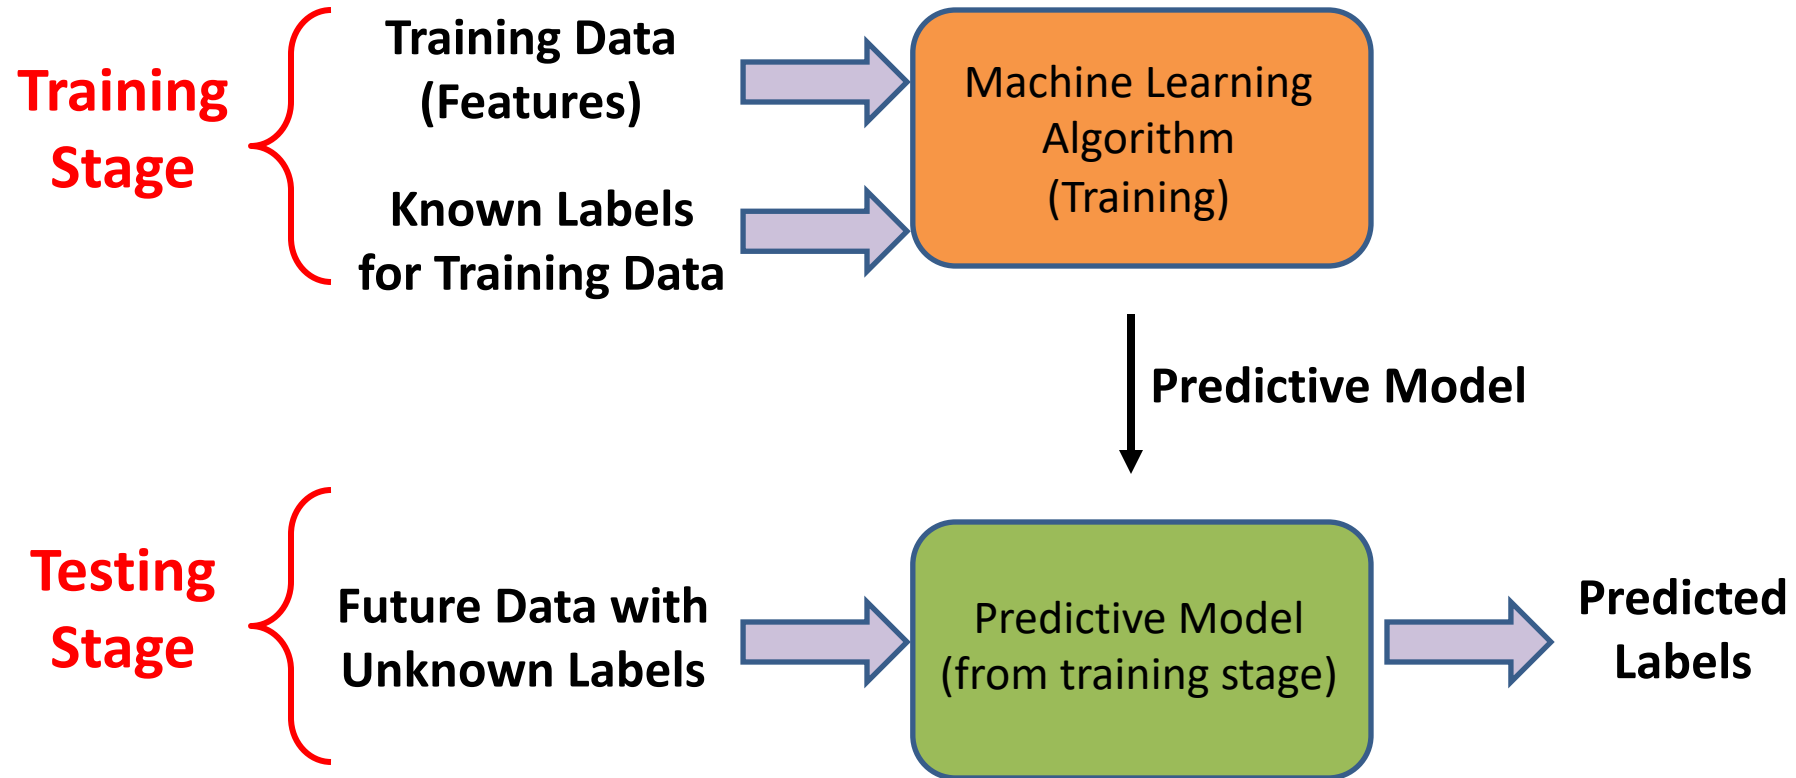 Training
Stage
Training Data
(Features)
Known Labels
for Training Data
Machine Learning
Algorithm
(Training)
Predictive Model
Testing
Stage
Future Data with
Unknown Labels
Predictive Model
(from training stage)
Predicted
Labels